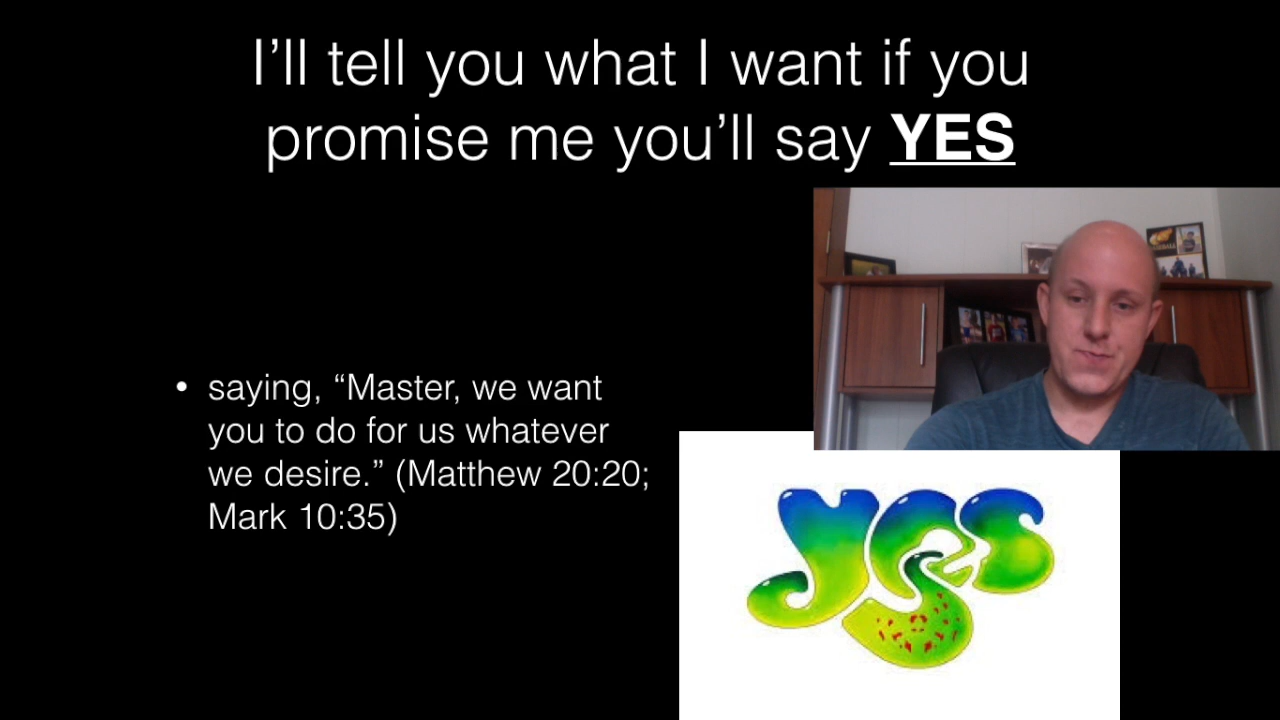 I’ll tell you what I want if you
promise me you’ll say YES
• saying, “Master, we want
you to do for us whatever
we desire.” (Matthew 20:20;
Mark 10:35)
yes